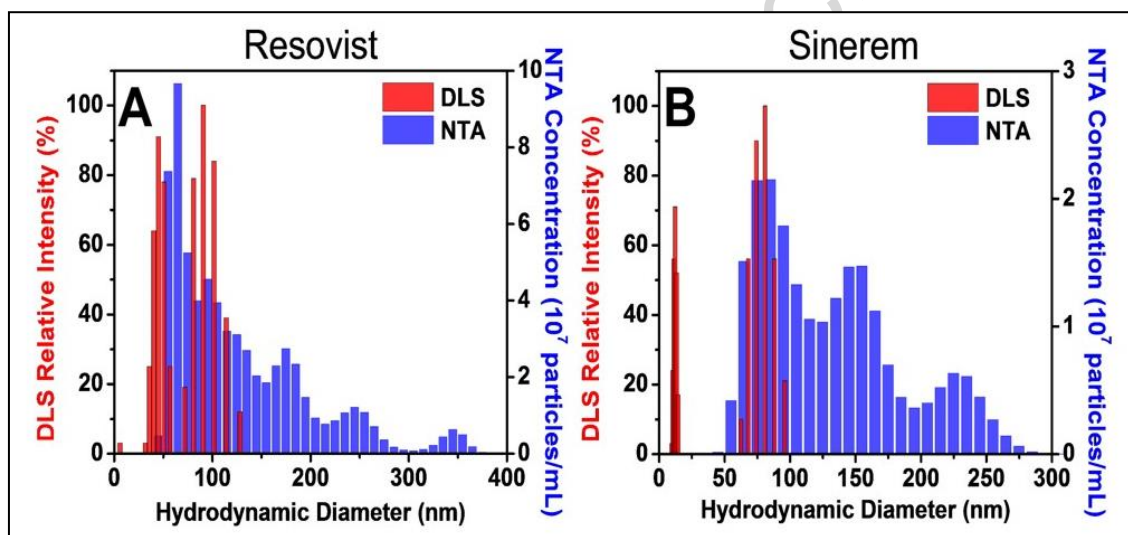 Resovist
A
DLS
NTA
DLS Relative Intensity (%)
100
80
60
40
20
0
NTA Concentration (10⁷ particles/mL)
10
8
6
4
2
0
0
100
200
300
400
Hydrodynamic Diameter (nm)
Sinerem
B
DLS
NTA
DLS Relative Intensity (%)
100
80
60
40
20
0
NTA Concentration (10⁷ particles/mL)
3
2
1
0
0
50
100
150
200
250
300
Hydrodynamic Diameter (nm)